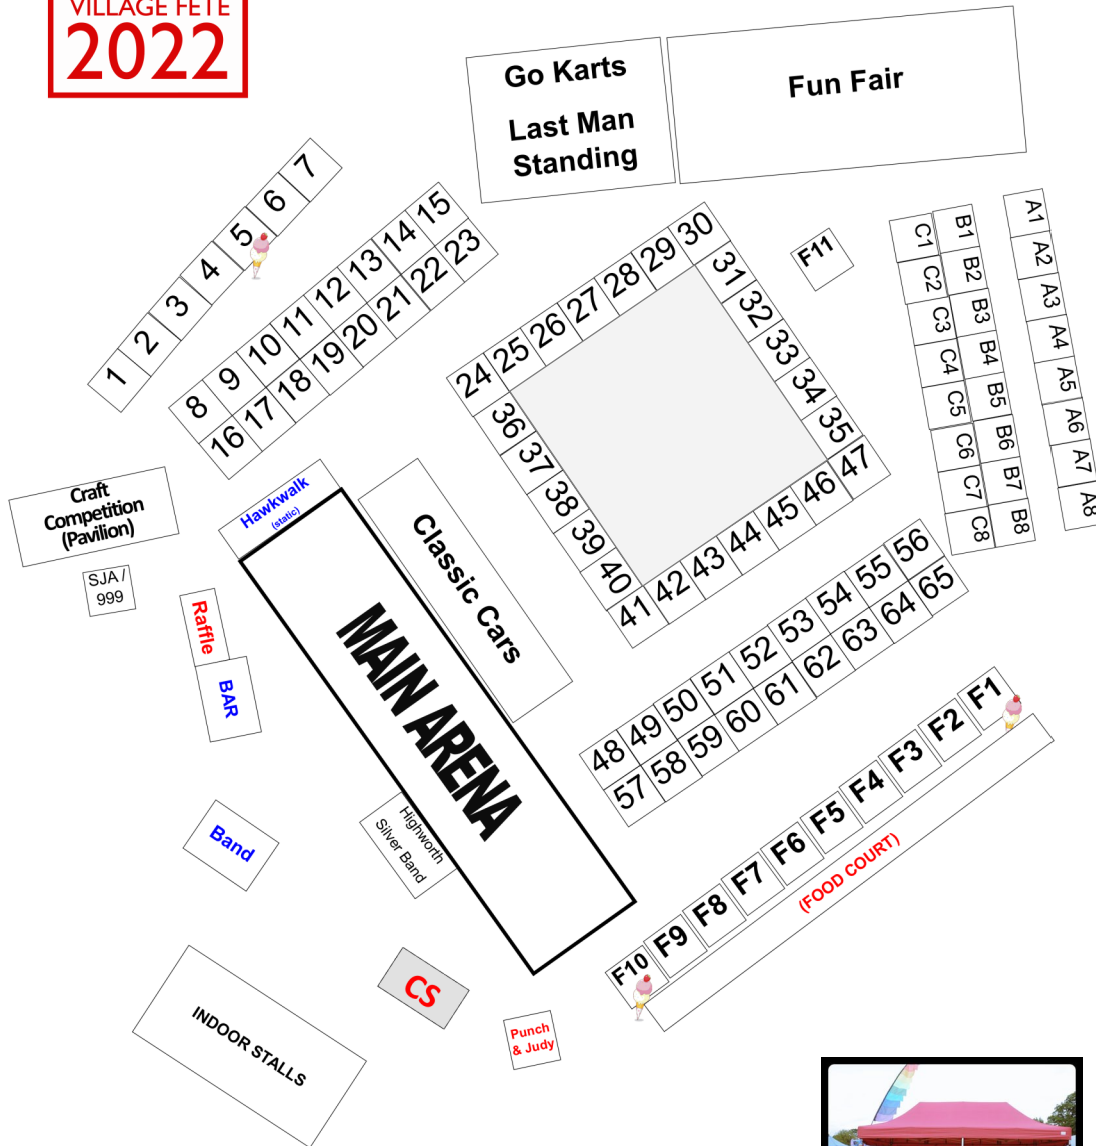 VILLAGE FETE
2022
Go Karts
Last Man
Standing
Fun Fair
1
2
3
4
5
6
7
8
9
10
11
12
13
14
15
16
17
18
19
20
21
22
23
24
25
26
27
28
29
30
31
32
33
34
35
36
37
38
39
40
41
42
43
44
45
46
47
F11
C1
C2
C3
C4
C5
C6
C7
C8
B1
B2
B3
B4
B5
B6
B7
B8
A1
A2
A3
A4
A5
A6
A7
A8
Craft
Competition
(Pavilion)
SJA /
999
Hawkwalk
(static)
Classic Cars
Raffle
BAR
MAIN ARENA
48
49
50
51
52
53
54
55
56
57
58
59
60
61
62
63
64
65
Band
Highworth
Silver Band
F1
F2
F3
F4
F5
F6
F7
F8
F9
F10
(FOOD COURT)
CS
Punch
& Judy
INDOOR STALLS